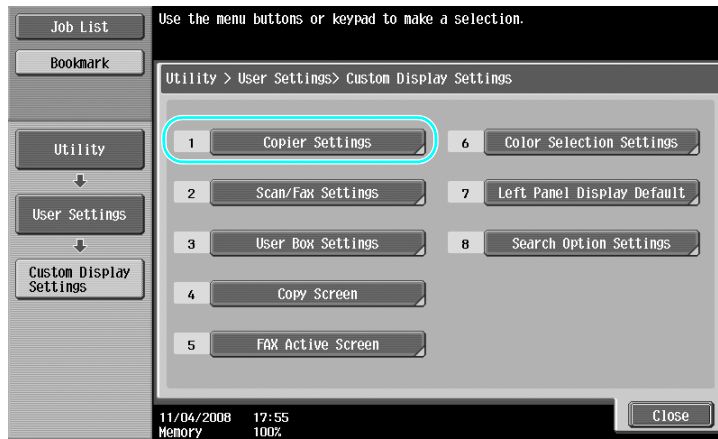 Job List
Bookmark
Use the menu buttons or keypad to make a selection.
Utility > User Settings> Custom Display Settings
Utility
User Settings
Custom Display
Settings
1 Copier Settings
2 Scan/Fax Settings
3 User Box Settings
4 Copy Screen
5 FAX Active Screen
6 Color Selection Settings
7 Left Panel Display Default
8 Search Option Settings
11/04/2008 17:55
Memory 100%
Close